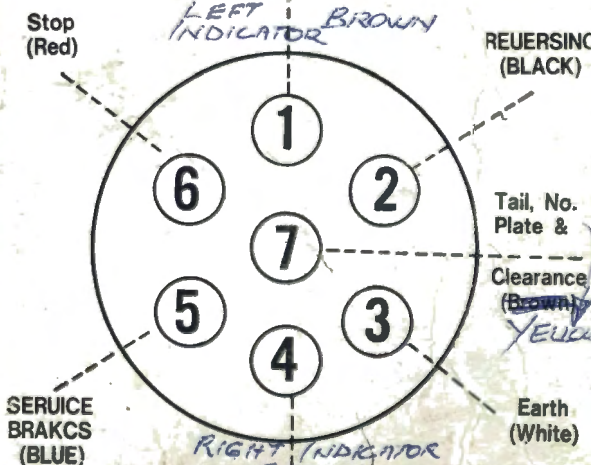 LEFT
INDICATOR BROWN
Stop
(Red)
REUERSING
(BLACK)
1
6
2
Tail, No.
Plate &
7
Clearance
(Brown)
YELLO
5
3
4
SERUICE
BRAKCS
(BLUE)
Earth
(White)
RIGHT INDICATOR